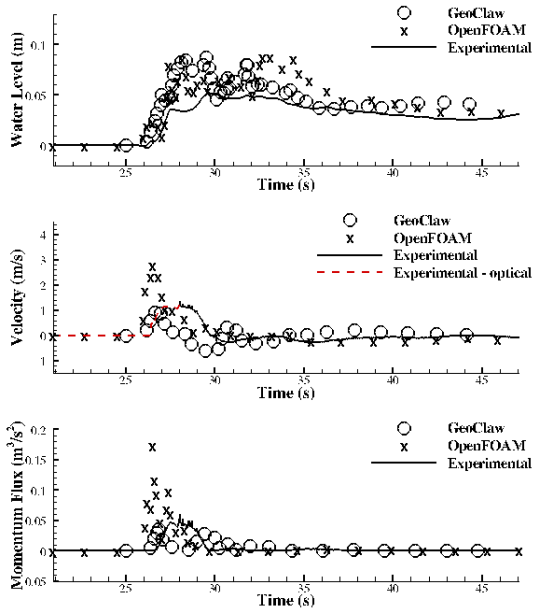 GeoClaw
OpenFOAM
Experimental
Water Level (m)
0.1
0.05
0
25
30
35
40
45
Time (s)
GeoClaw
OpenFOAM
Experimental
Experimental - optical
Velocity (m/s)
4
3
2
1
0
1
25
30
35
40
45
Time (s)
GeoClaw
OpenFOAM
Experimental
Momentum Flux (m³/s²)
0.2
0.15
0.1
0.05
0
0.05
25
30
35
40
45
Time (s)